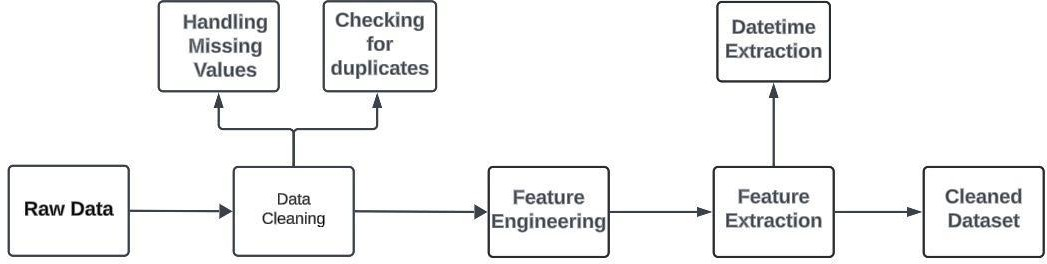 Handling
Missing
Values
Checking
for
duplicates
Datetime
Extraction
Raw Data
Data
Cleaning
Feature
Engineering
Feature
Extraction
Cleaned
Dataset